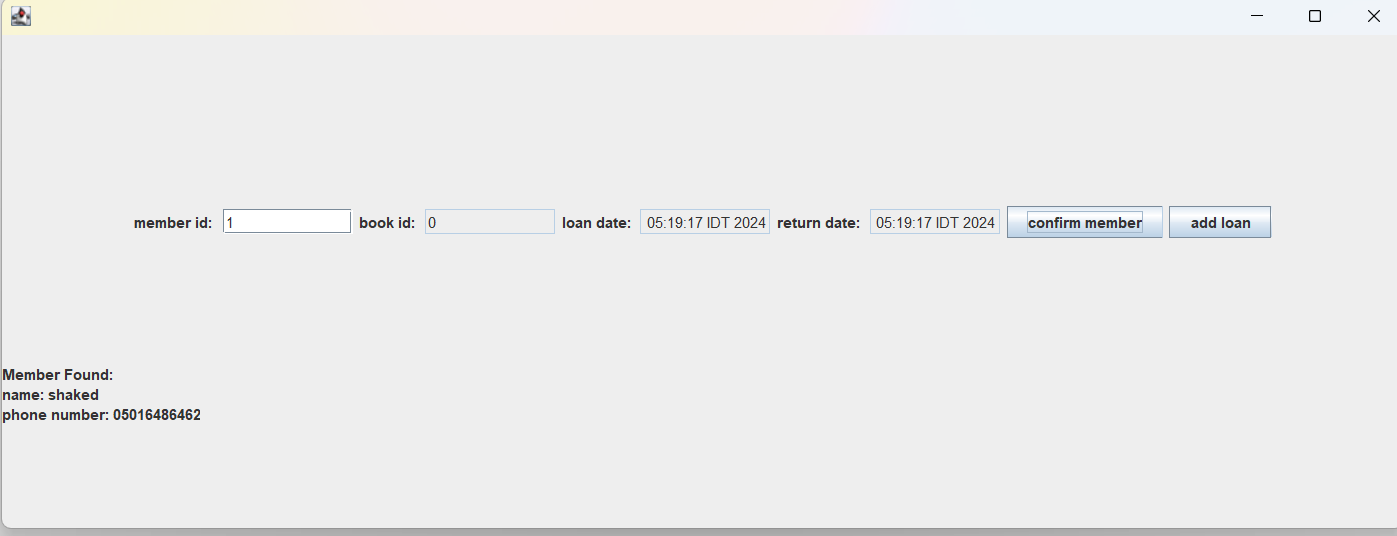 member id: 1 book id: 0 loan date: 05:19:17 IDT 2024 return date: 05:19:17 IDT 2024 confirm member add loan
Member Found:
name: shaked
phone number: 05016486462